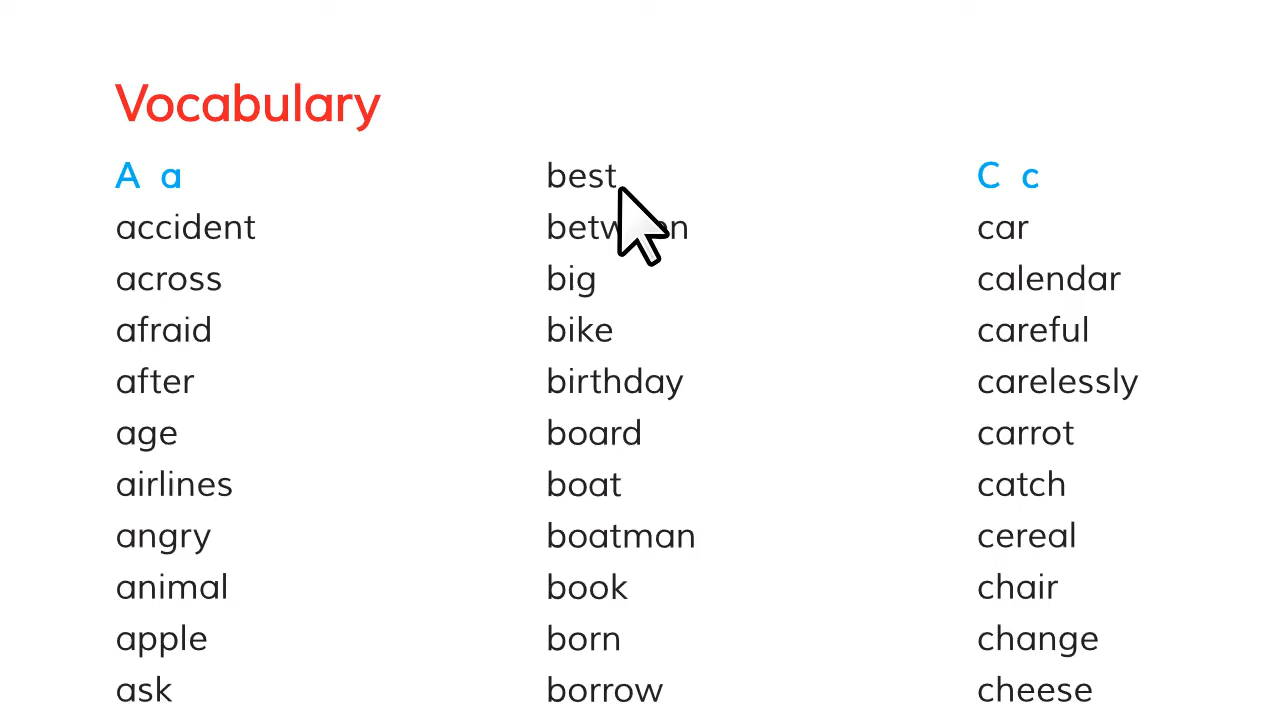 Vocabulary
A a
accident
across
afraid
after
age
airlines
angry
animal
apple
ask
best
between
big
bike
birthday
board
boat
boatman
book
born
borrow
C c
car
calendar
careful
carelessly
carrot
catch
cereal
chair
change
cheese